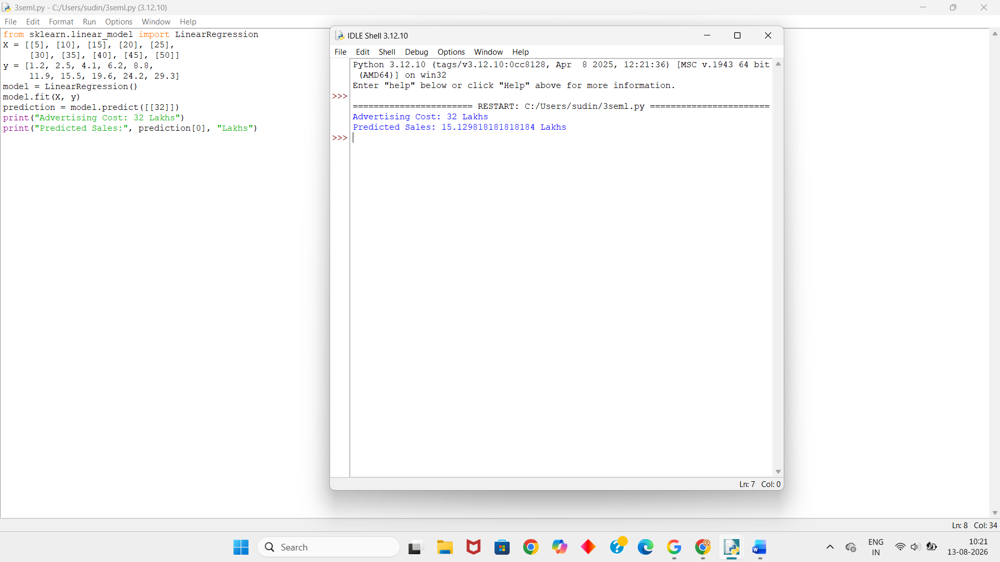 3seml.py - C:/Users/sudin/3seml.py (3.12.10)
File Edit Format Run Options Window Help
from sklearn.linear_model import LinearRegression
X = [[5], [10], [15], [20], [25],
     [30], [35], [40], [45], [50]]
y = [1.2, 2.5, 4.1, 6.2, 8.8,
     11.9, 15.5, 19.6, 24.2, 29.3]
model = LinearRegression()
model.fit(X, y)
prediction = model.predict([[32]])
print("Advertising Cost: 32 Lakhs")
print("Predicted Sales:", prediction[0], "Lakhs")
IDLE Shell 3.12.10
File Edit Shell Debug Options Window Help
Python 3.12.10 (tags/v3.12.10:0cc8128, Apr  8 2025, 12:21:36) [MSC v.1943 64 bit
 (AMD64)] on win32
Enter "help" below or click "Help" above for more information.
>>>
======================= RESTART: C:/Users/sudin/3seml.py =======================
Advertising Cost: 32 Lakhs
Predicted Sales: 15.129818181818184 Lakhs
>>>
Ln: 7 Col: 0
Ln: 8 Col: 34
Search
ENG
IN
10:21
13-08-2026